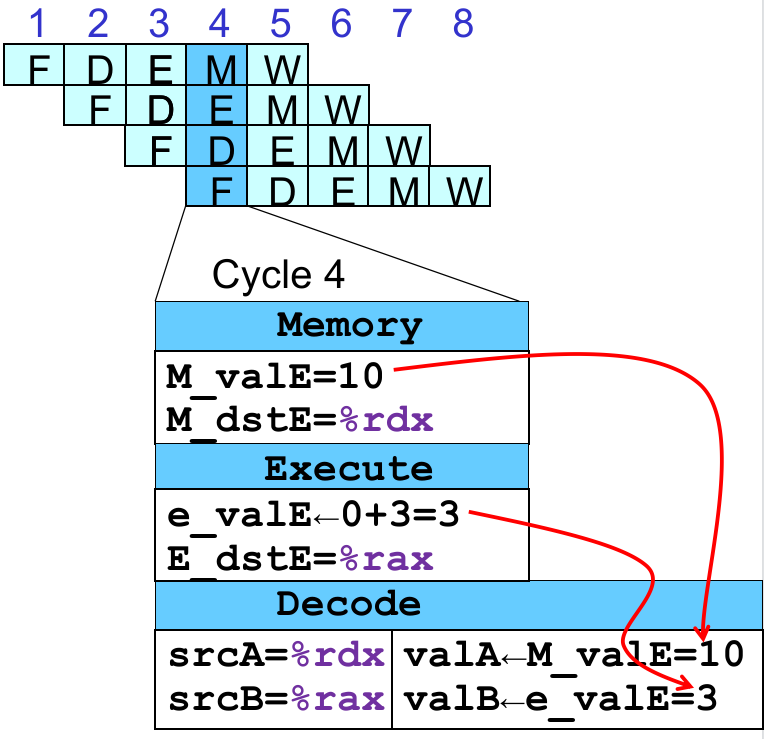 1 2 3 4 5 6 7 8
F D E M W
F D E M W
F D E M W
F D E M W
Cycle 4
Memory
M_valE=10
M_dstE=%rdx
Execute
e_valE←0+3=3
E_dstE=%rax
Decode
srcA=%rdx valA←M_valE=10
srcB=%rax valB←e_valE=3